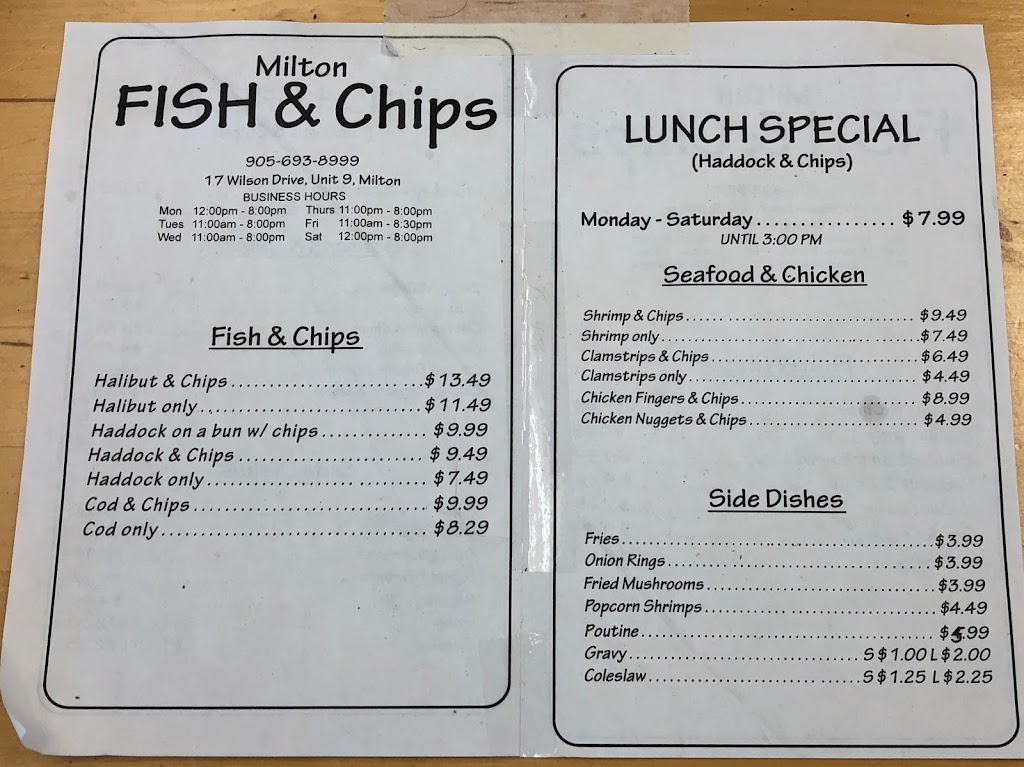 Milton
FISH & Chips
905-693-8999
17 Wilson Drive, Unit 9, Milton
BUSINESS HOURS
Mon 12:00pm - 8:00pm Thurs 11:00pm - 8:00pm
Tues 11:00am - 8:00pm Fri 11:00am - 8:30pm
Wed 11:00am - 8:00pm Sat 12:00pm - 8:00pm
Fish & Chips
Halibut & Chips............................$13.49
Halibut only................................$11.49
Haddock on a bun w/ chips.............. $9.99
Haddock & Chips........................... $ 9.49
Haddock only................................ $7.49
Cod & Chips................................. $9.99
Cod only...................................... $8.29
LUNCH SPECIAL
(Haddock & Chips)
Monday - Saturday................. $7.99
UNTIL 3:00 PM
Seafood & Chicken
Shrimp & Chips...................................... $9.49
Shrimp only...........................................$7.49
Clamstrips & Chips................................. $6.49
Clamstrips only...................................... $4.49
Chicken Fingers & Chips........................... $8.99
Chicken Nuggets & Chips.......................... $4.99
Side Dishes
Fries....................................................$3.99
Onion Rings........................................... $3.99
Fried Mushrooms.................................... $3.99
Popcorn Shrimps.................................... $4.49
Poutine................................................ $5.99
Gravy................................... S $1.00 L $2.00
Coleslaw................................S $1.25 L $2.25